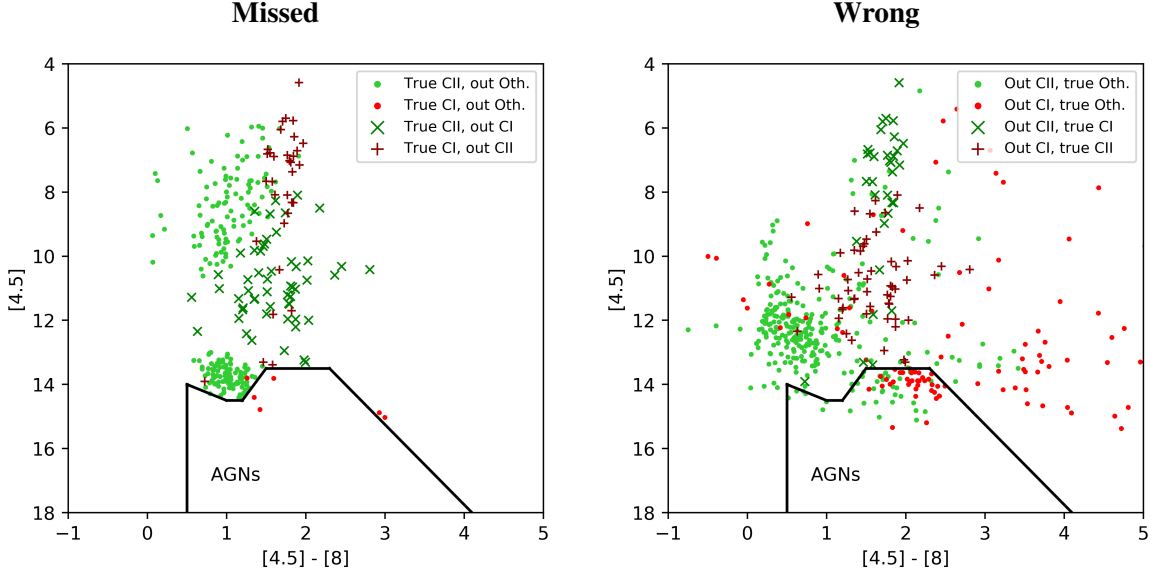 Missed
4
6
8
10
12
14
16
18
[4.5]
True CII, out Oth.
True CI, out Oth.
True CII, out CI
True CI, out CII
AGNs
−1 0 1 2 3 4 5
[4.5] - [8]
Wrong
4
6
8
10
12
14
16
18
[4.5]
Out CII, true Oth.
Out CI, true Oth.
Out CII, true CI
Out CI, true CII
AGNs
−1 0 1 2 3 4 5
[4.5] - [8]